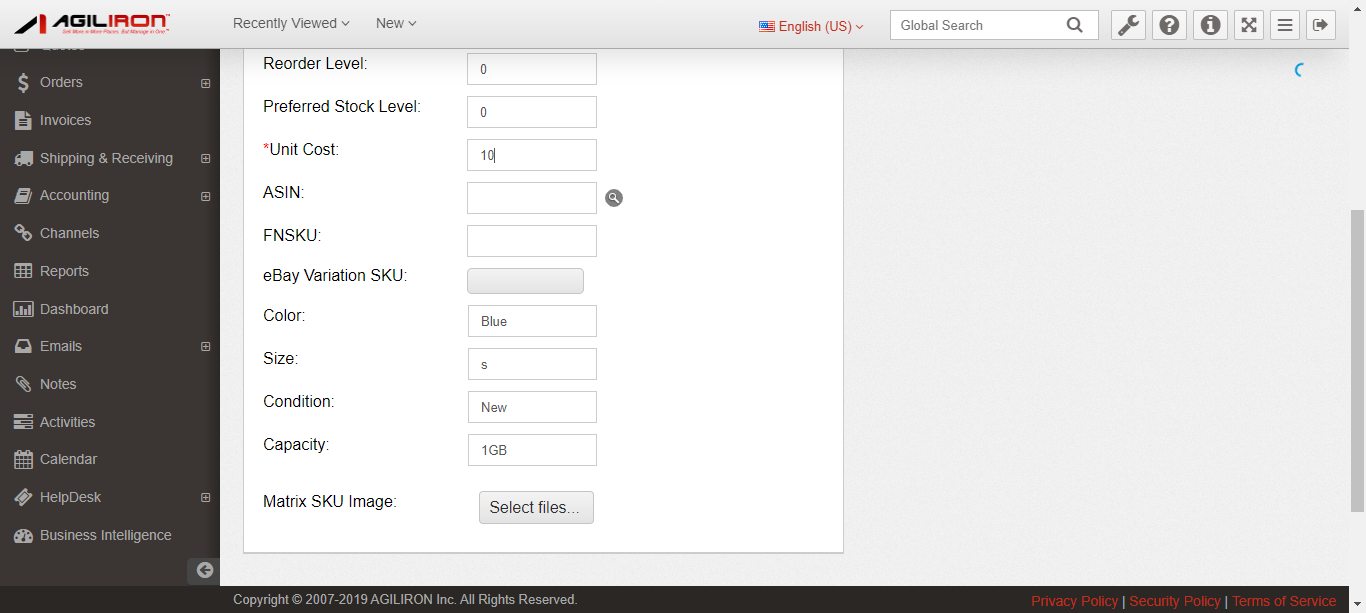 AGILIRON
Sell More in More Places. But Manage in One™
Recently Viewed
New
English (US)
Global Search
Orders
Invoices
Shipping & Receiving
Accounting
Channels
Reports
Dashboard
Emails
Notes
Activities
Calendar
HelpDesk
Business Intelligence
Reorder Level: 0
Preferred Stock Level: 0
*Unit Cost: 10
ASIN:
FNSKU:
eBay Variation SKU:
Color: Blue
Size: s
Condition: New
Capacity: 1GB
Matrix SKU Image: Select files...
Copyright © 2007-2019 AGILIRON Inc. All Rights Reserved.
Privacy Policy | Security Policy | Terms of Service